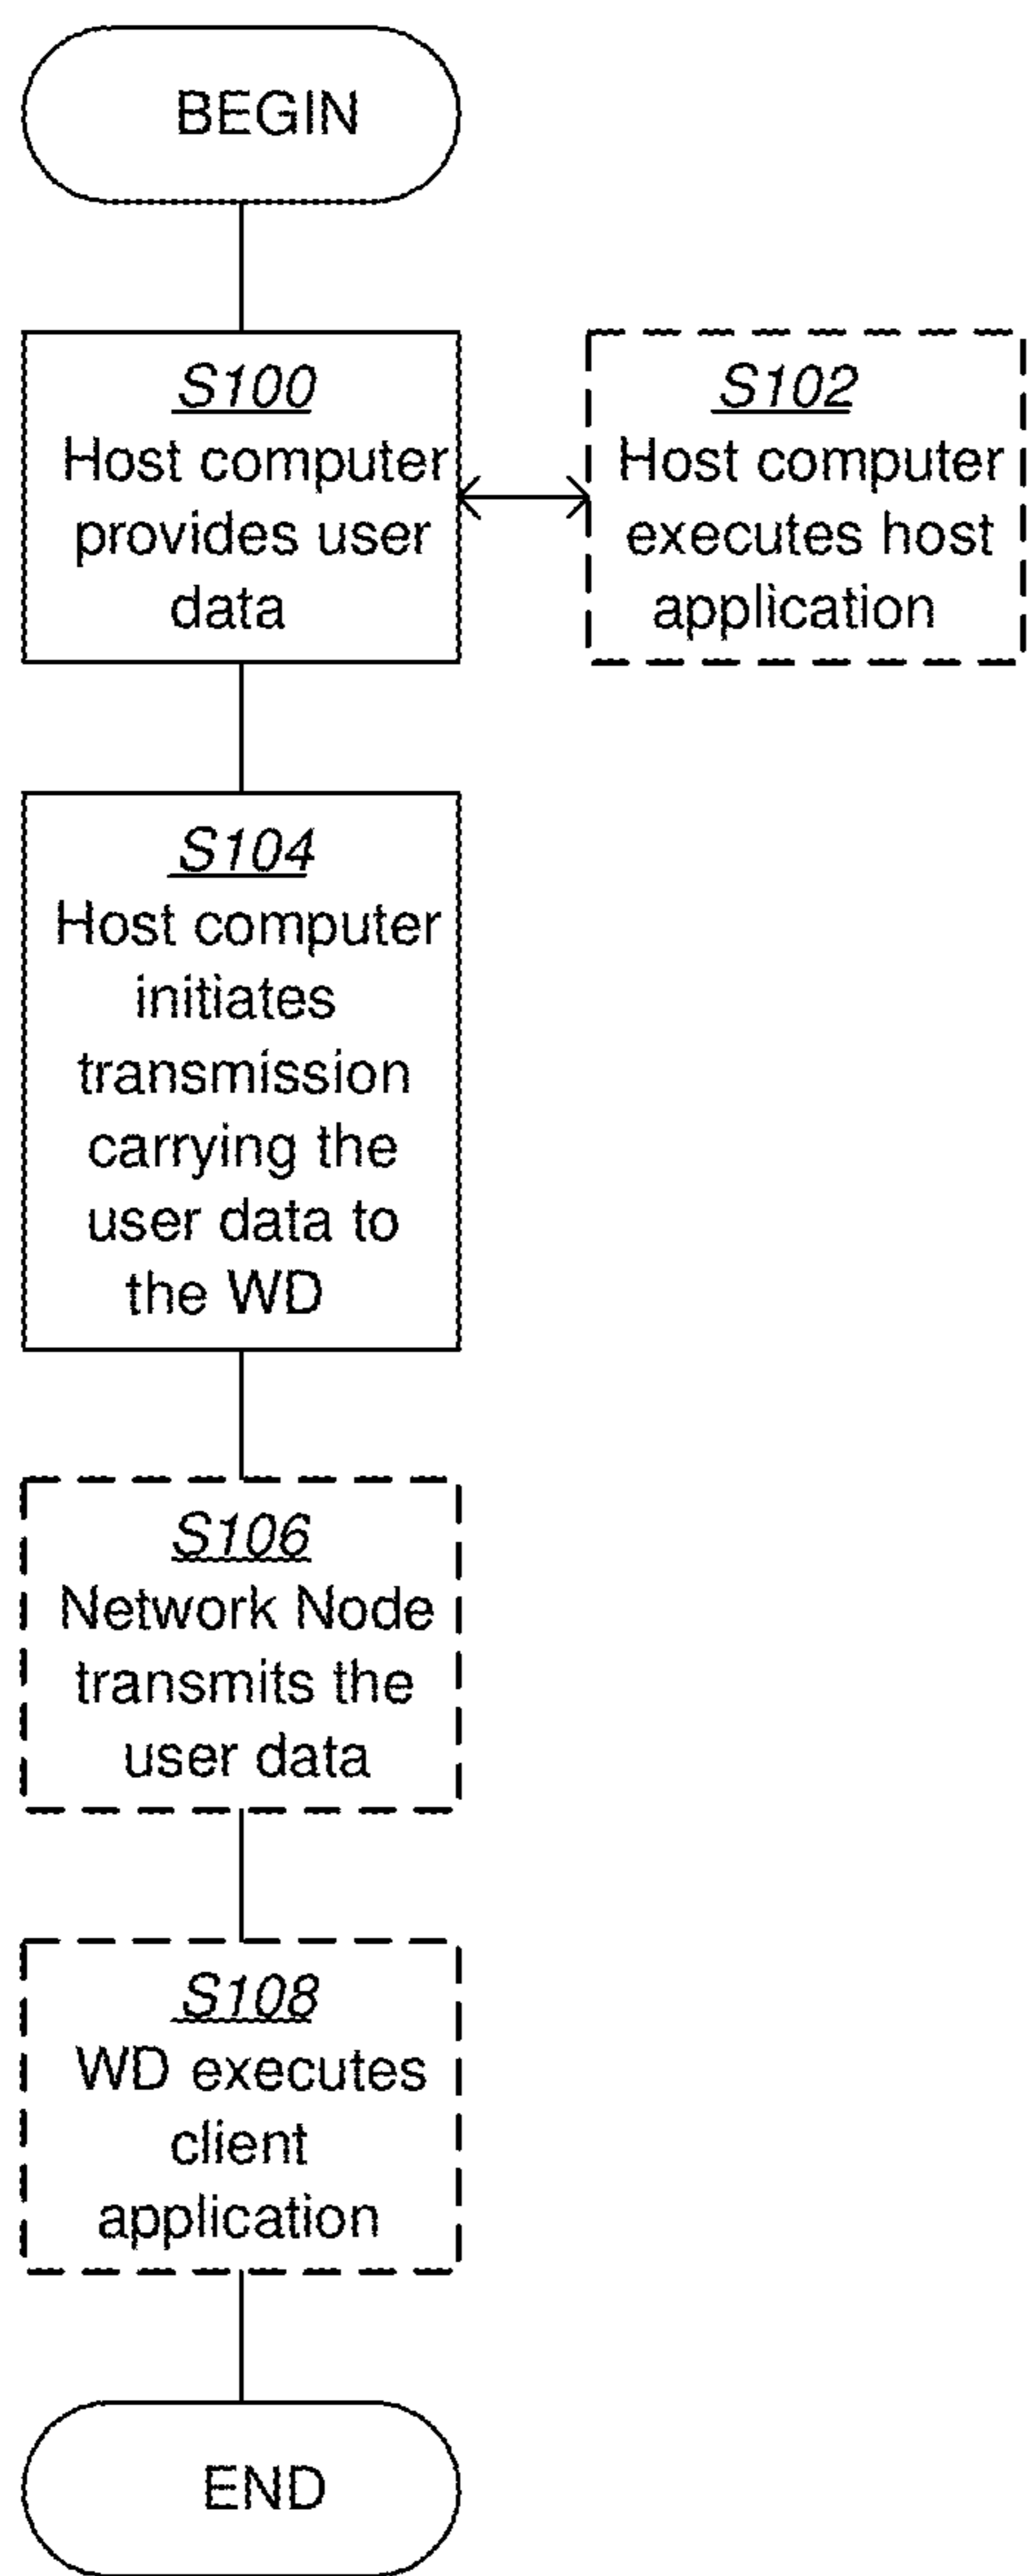 BEGIN
S100
Host computer
provides user
data
S102
Host computer
executes host
application
S104
Host computer
initiates
transmission
carrying the
user data to
the WD
S106
Network Node
transmits the
user data
S108
WD executes
client
application
END